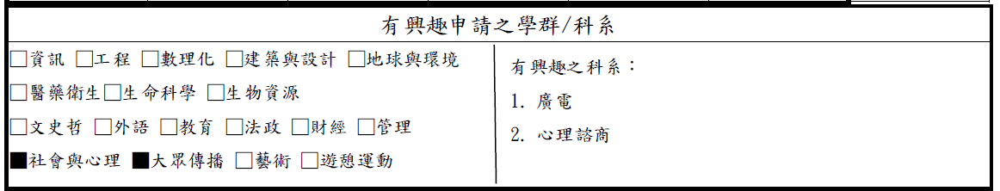 有興趣申請之學群/科系
□資訊 □工程 □數理化 □建築與設計 □地球與環境
□醫藥衛生□生命科學 □生物資源
□文史哲 □外語 □教育 □法政 □財經 □管理
■社會與心理 ■大眾傳播 □藝術 □遊憩運動
有興趣之科系：
1. 廣電
2. 心理諮商